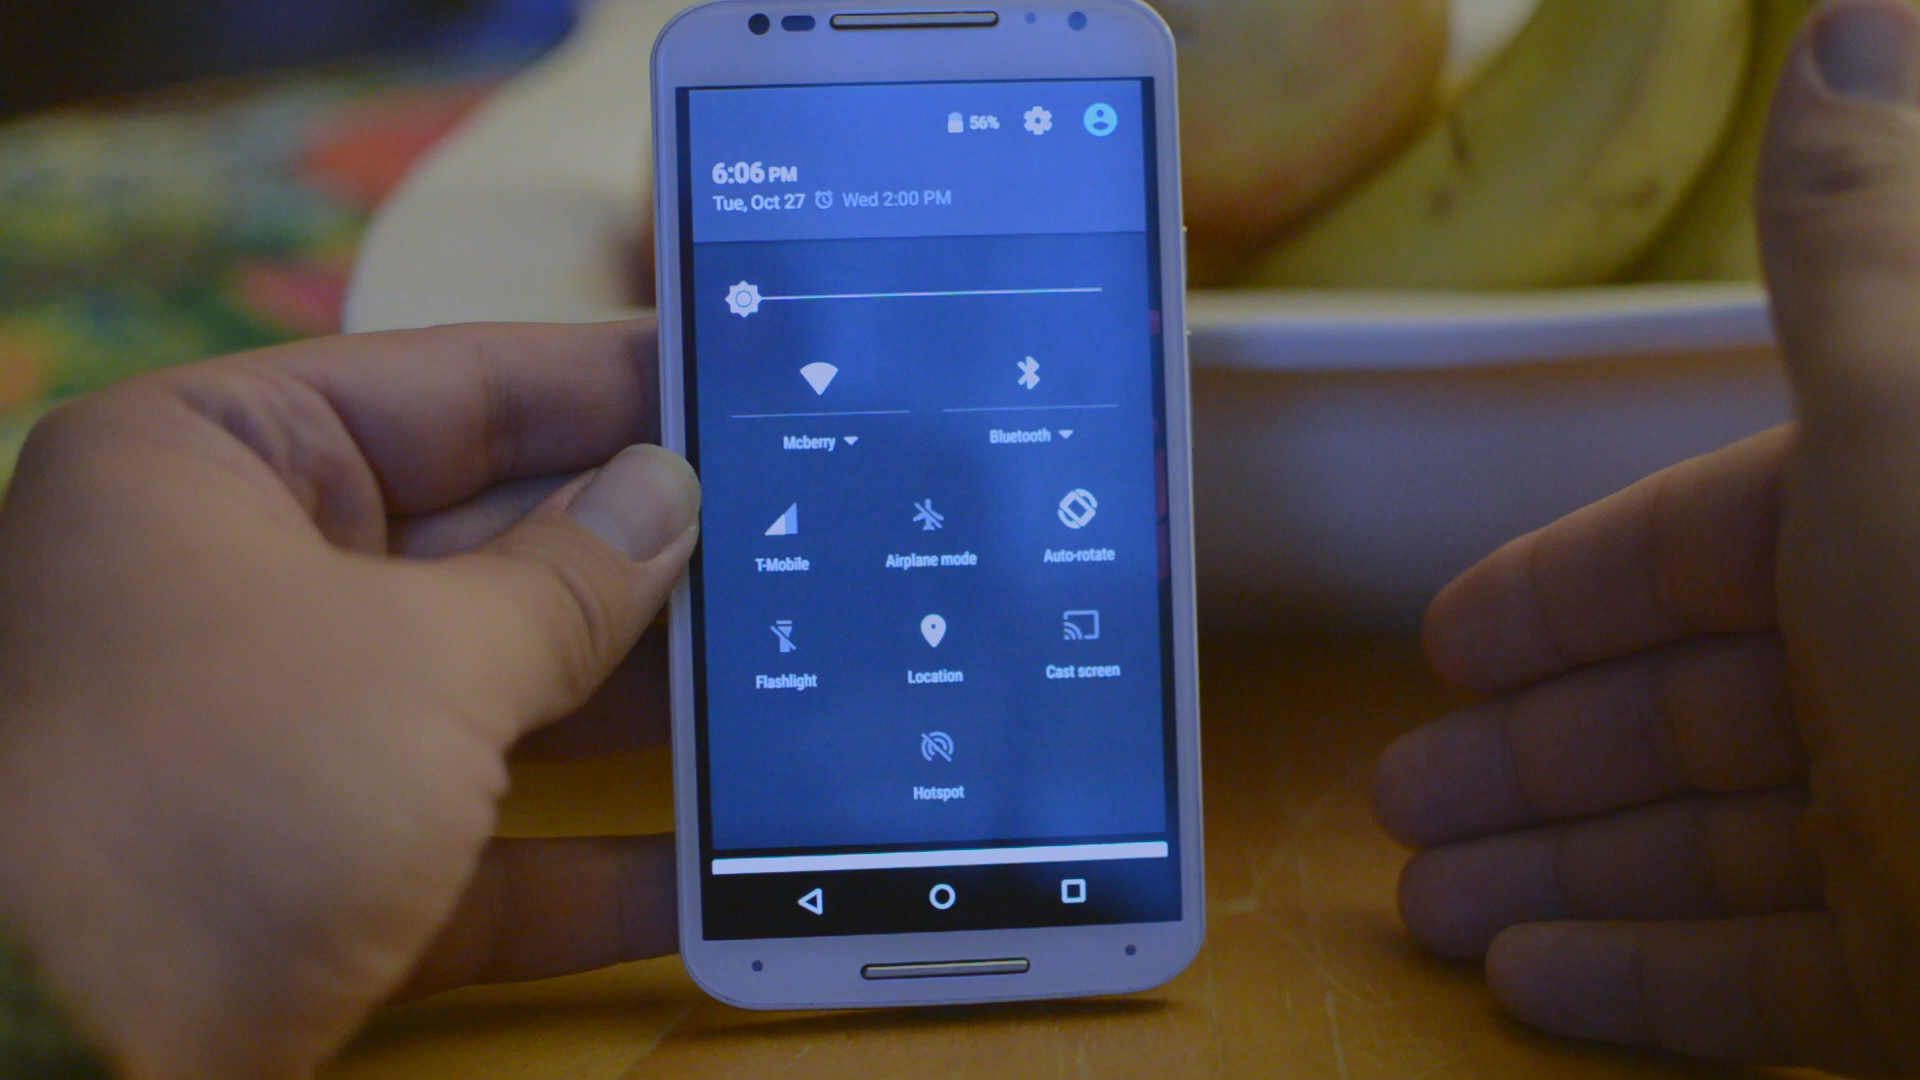 56%
6:06 PM
Tue, Oct 27 Wed 2:00 PM
Mcberry Bluetooth
T-Mobile Airplane mode Auto-rotate
Flashlight Location Cast screen
Hotspot